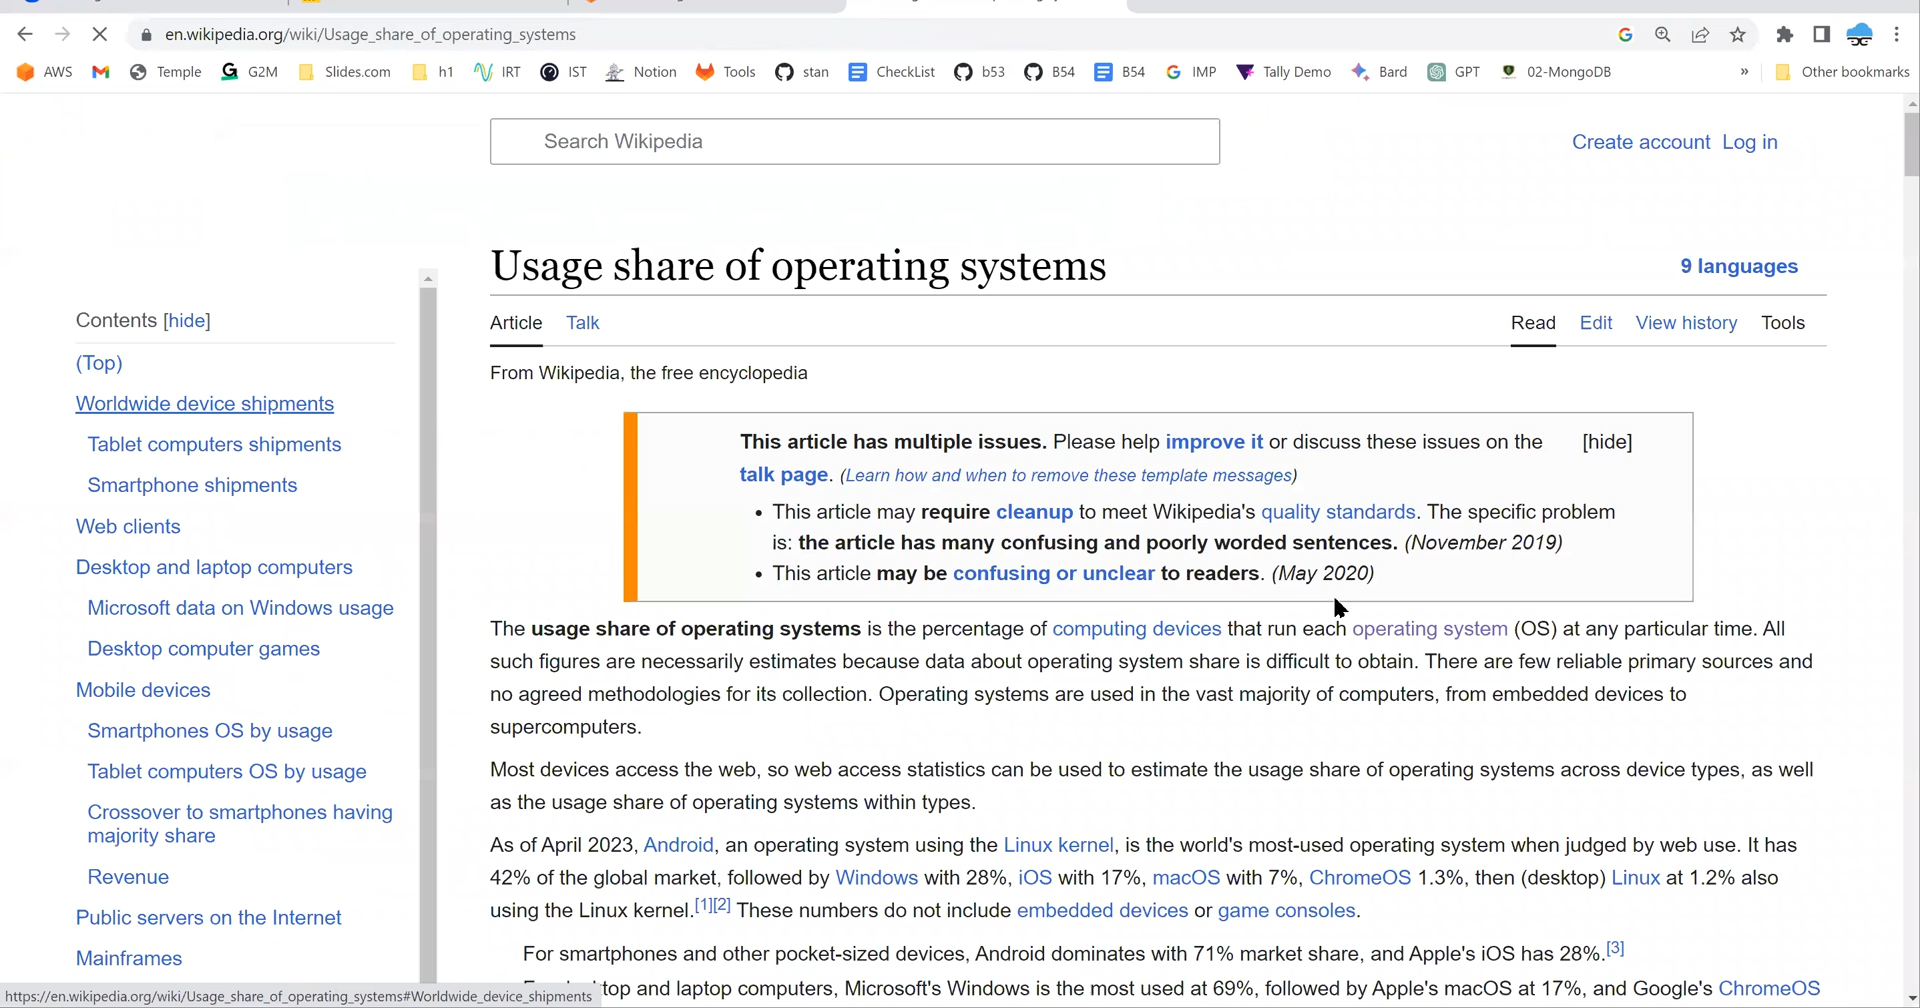 en.wikipedia.org/wiki/Usage_share_of_operating_systems
AWS Temple G2M Slides.com h1 IRT IST Notion Tools stan CheckList b53 B54 B54 IMP Tally Demo Bard GPT 02-MongoDB » Other bookmarks
Search Wikipedia
Create account Log in
Usage share of operating systems
9 languages
Contents [hide]
(Top)
Worldwide device shipments
Tablet computers shipments
Smartphone shipments
Web clients
Desktop and laptop computers
Microsoft data on Windows usage
Desktop computer games
Mobile devices
Smartphones OS by usage
Tablet computers OS by usage
Crossover to smartphones having
majority share
Revenue
Public servers on the Internet
Mainframes
Article Talk
Read Edit View history Tools
From Wikipedia, the free encyclopedia
This article has multiple issues. Please help improve it or discuss these issues on the [hide]
talk page. (Learn how and when to remove these template messages)
• This article may require cleanup to meet Wikipedia's quality standards. The specific problem
is: the article has many confusing and poorly worded sentences. (November 2019)
• This article may be confusing or unclear to readers. (May 2020)
The usage share of operating systems is the percentage of computing devices that run each operating system (OS) at any particular time. All
such figures are necessarily estimates because data about operating system share is difficult to obtain. There are few reliable primary sources and
no agreed methodologies for its collection. Operating systems are used in the vast majority of computers, from embedded devices to
supercomputers.
Most devices access the web, so web access statistics can be used to estimate the usage share of operating systems across device types, as well
as the usage share of operating systems within types.
As of April 2023, Android, an operating system using the Linux kernel, is the world's most-used operating system when judged by web use. It has
42% of the global market, followed by Windows with 28%, iOS with 17%, macOS with 7%, ChromeOS 1.3%, then (desktop) Linux at 1.2% also
using the Linux kernel.[1][2] These numbers do not include embedded devices or game consoles.
For smartphones and other pocket-sized devices, Android dominates with 71% market share, and Apple's iOS has 28%.[3]
top and laptop computers, Microsoft's Windows is the most used at 69%, followed by Apple's macOS at 17%, and Google's ChromeOS
https://en.wikipedia.org/wiki/Usage_share_of_operating_systems#Worldwide_device_shipments